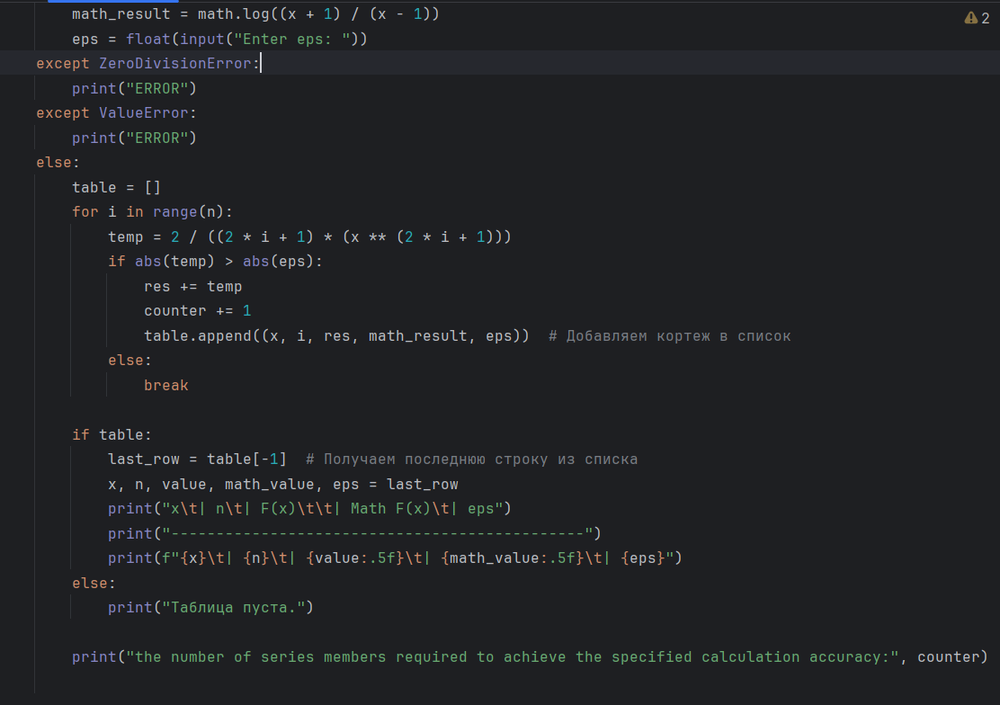 math_result = math.log((x + 1) / (x - 1))
2
        eps = float(input("Enter eps: "))
    except ZeroDivisionError:
        print("ERROR")
    except ValueError:
        print("ERROR")
    else:
        table = []
        for i in range(n):
            temp = 2 / ((2 * i + 1) * (x ** (2 * i + 1)))
            if abs(temp) > abs(eps):
                res += temp
                counter += 1
                table.append((x, i, res, math_result, eps))  # Добавляем кортеж в список
            else:
                break
        if table:
            last_row = table[-1]  # Получаем последнюю строку из списка
            x, n, value, math_value, eps = last_row
            print("x\t| n\t| F(x)\t\t| Math F(x)\t| eps")
            print("----------------------------------------------")
            print(f"{x}\t| {n}\t| {value:.5f}\t| {math_value:.5f}\t| {eps}")
        else:
            print("Таблица пуста.")
        print("the number of series members required to achieve the specified calculation accuracy:", counter)